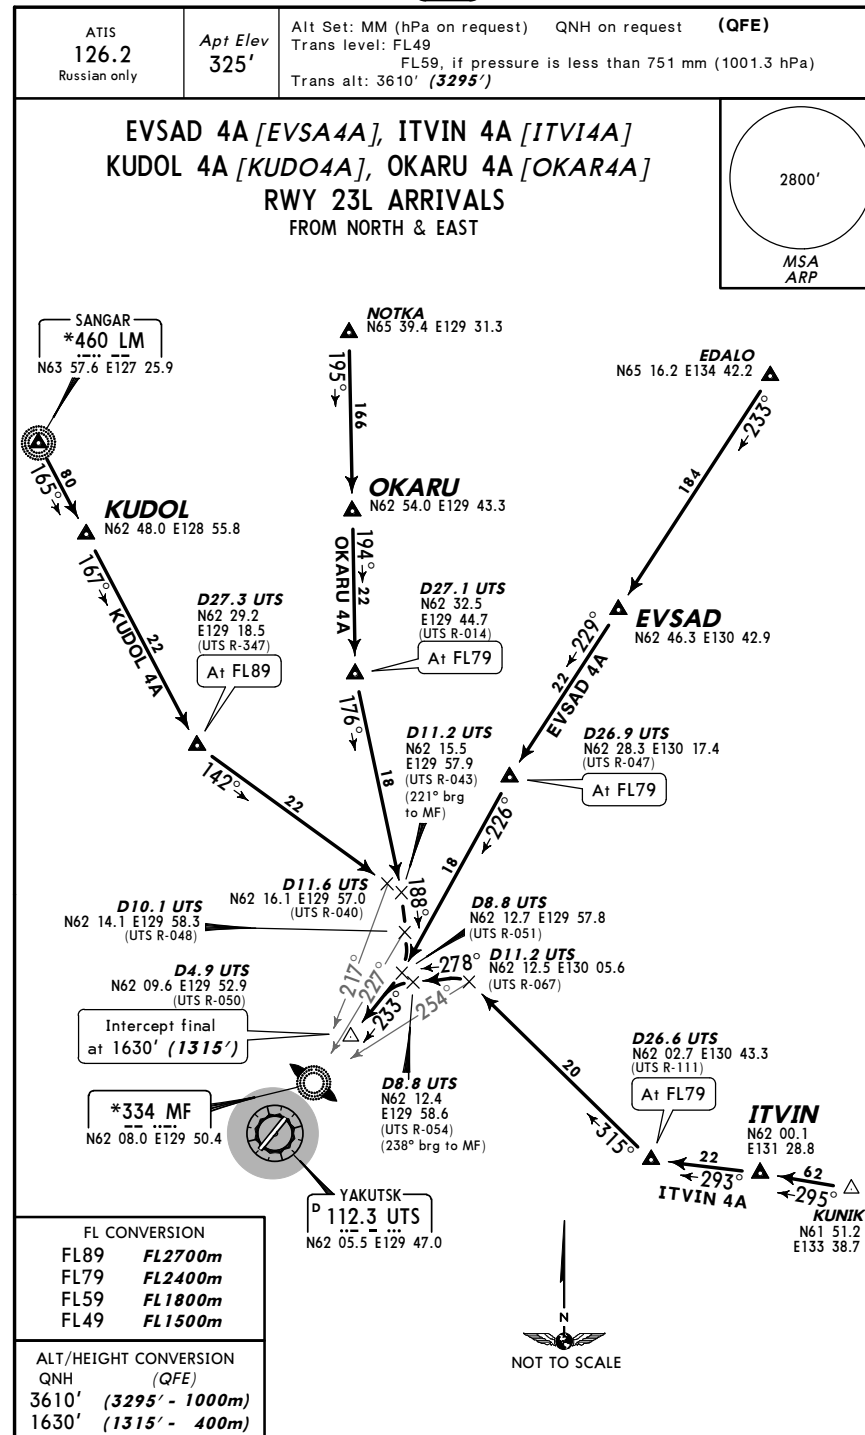 ATIS
126.2
Russian only
Apt Elev
325'
Alt Set: MM (hPa on request) QNH on request (QFE)
Trans level: FL49
FL59, if pressure is less than 751 mm (1001.3 hPa)
Trans alt: 3610' (3295')
EVSAD 4A [EVSA4A], ITVIN 4A [ITVI4A]
KUDOL 4A [KUDO4A], OKARU 4A [OKAR4A]
RWY 23L ARRIVALS
FROM NORTH & EAST
2800'
MSA
ARP
SANGAR
*460 LM
N63 57.6 E127 25.9
NOTKA
N65 39.4 E129 31.3
EDALO
N65 16.2 E134 42.2
195°
166
233°
184
165°
80
KUDOL
N62 48.0 E128 55.8
OKARU
N62 54.0 E129 43.3
167°
22
KUDOL 4A
194°
22
OKARU 4A
EVSAD
N62 46.3 E130 42.9
229°
22
EVSAD 4A
D27.3 UTS
N62 29.2
E129 18.5
(UTS R-347)
At FL89
D27.1 UTS
N62 32.5
E129 44.7
(UTS R-014)
At FL79
176°
18
142°
22
D11.2 UTS
N62 15.5
E129 57.9
(UTS R-043)
(221° brg
to MF)
D26.9 UTS
N62 28.3 E130 17.4
(UTS R-047)
At FL79
226°
18
D11.6 UTS
N62 16.1 E129 57.0
(UTS R-040)
188°
D10.1 UTS
N62 14.1 E129 58.3
(UTS R-048)
D8.8 UTS
N62 12.7 E129 57.8
(UTS R-051)
217°
227°
233°
278°
254°
D11.2 UTS
N62 12.5 E130 05.6
(UTS R-067)
D4.9 UTS
N62 09.6 E129 52.9
(UTS R-050)
Intercept final
at 1630' (1315')
D8.8 UTS
N62 12.4
E129 58.6
(UTS R-054)
(238° brg to MF)
20
315°
D26.6 UTS
N62 02.7 E130 43.3
(UTS R-111)
At FL79
*334 MF
N62 08.0 E129 50.4
ITVIN
N62 00.1
E131 28.8
22
293°
ITVIN 4A
62
295°
KUNIK
N61 51.2
E133 38.7
YAKUTSK
D 112.3 UTS
N62 05.5 E129 47.0
FL CONVERSION
FL89 FL2700m
FL79 FL2400m
FL59 FL1800m
FL49 FL1500m
ALT/HEIGHT CONVERSION
QNH (QFE)
3610' (3295' - 1000m)
1630' (1315' - 400m)
N
NOT TO SCALE